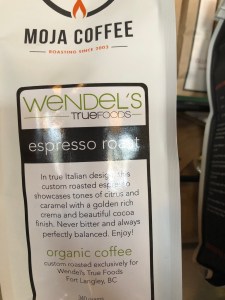 MOJA COFFEE
ROASTING SINCE 2003
WENDEL'S
TRUEFOODS
espresso roast
In true Italian design, this
custom roasted espresso
showcases tones of citrus and
caramel with a golden rich
crema and beautiful cocoa
finish. Never bitter and always
perfectly balanced. Enjoy!
organic coffee
custom roasted exclusively for
Wendel's True Foods
Fort Langley, BC